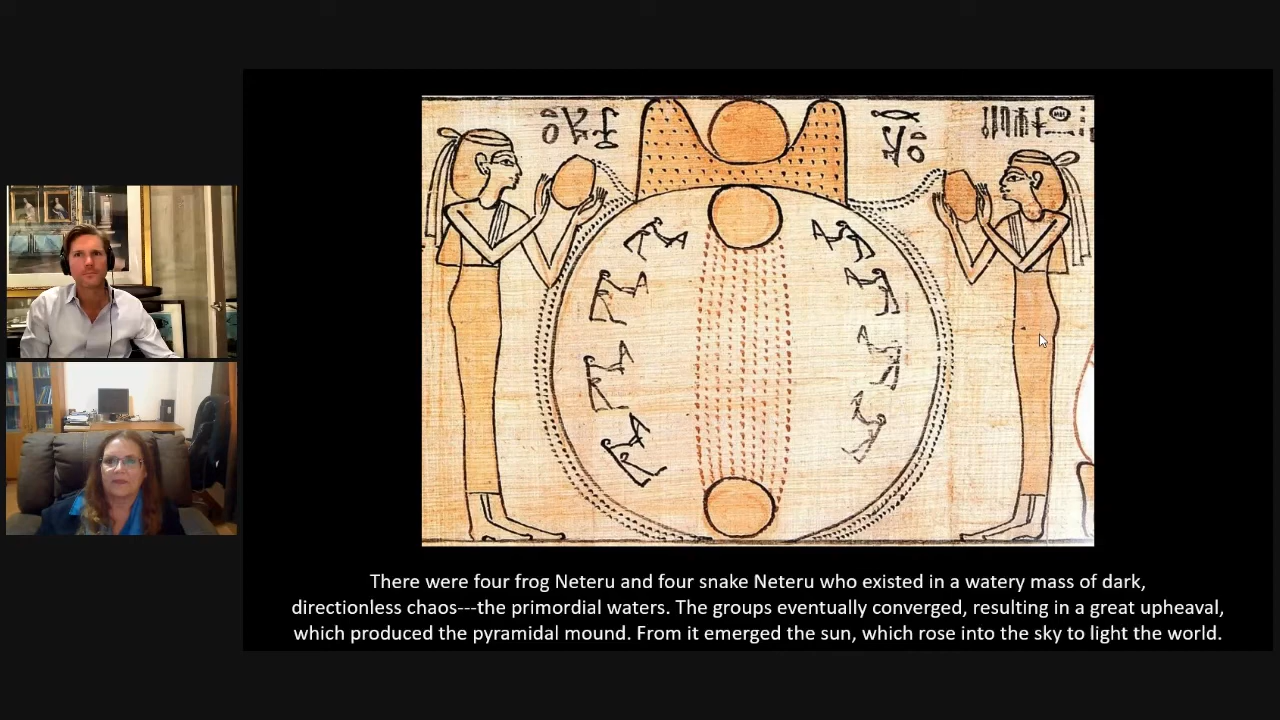 There were four frog Neteru and four snake Neteru who existed in a watery mass of dark,
directionless chaos---the primordial waters. The groups eventually converged, resulting in a great upheaval,
which produced the pyramidal mound. From it emerged the sun, which rose into the sky to light the world.